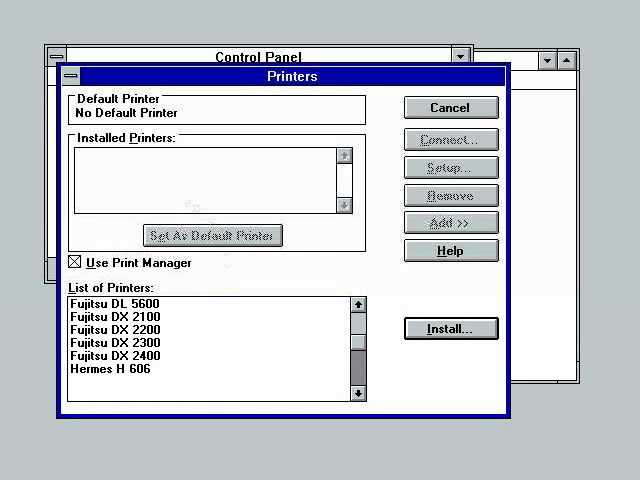 Control Panel
Printers
Default Printer
No Default Printer
Cancel
Installed Printers:
Connect...
Setup...
Remove
Set As Default Printer
Add >>
Help
Use Print Manager
List of Printers:
Fujitsu DL 5600
Fujitsu DX 2100
Fujitsu DX 2200
Fujitsu DX 2300
Fujitsu DX 2400
Hermes H 606
Install...